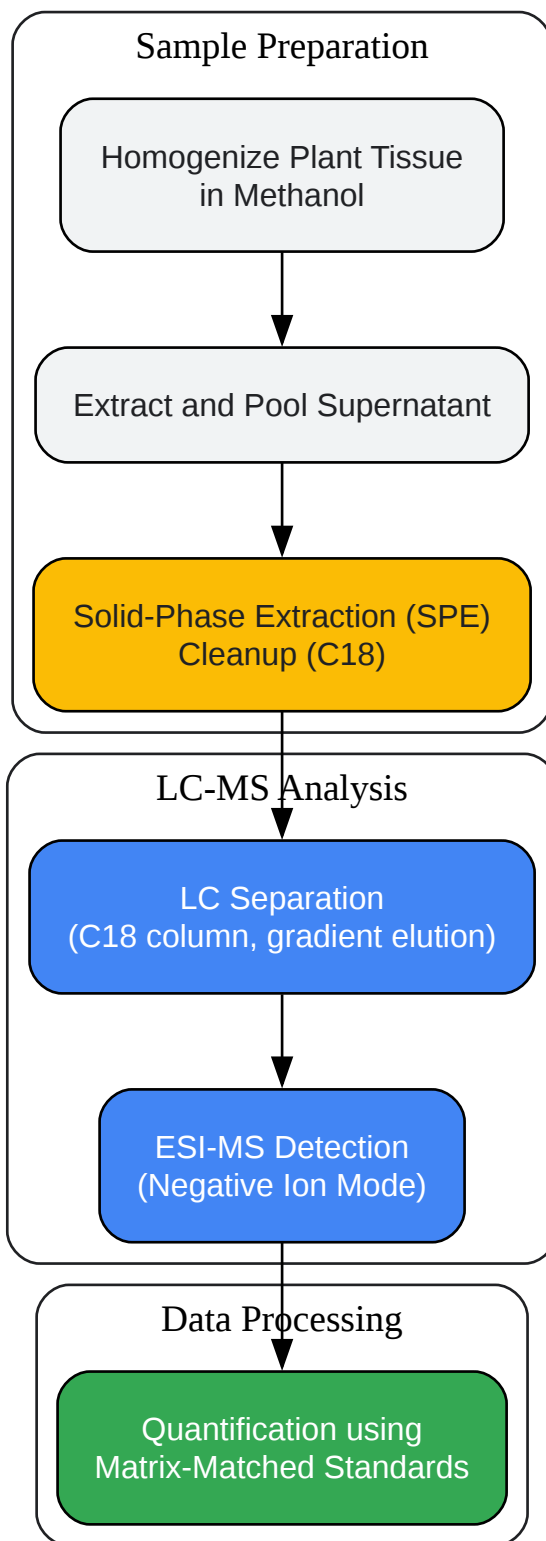 Sample Preparation
Homogenize Plant Tissue
in Methanol
Extract and Pool Supernatant
Solid-Phase Extraction (SPE)
Cleanup (C18)
LC-MS Analysis
LC Separation
(C18 column, gradient elution)
ESI-MS Detection
(Negative Ion Mode)
Data Processing
Quantification using
Matrix-Matched Standards